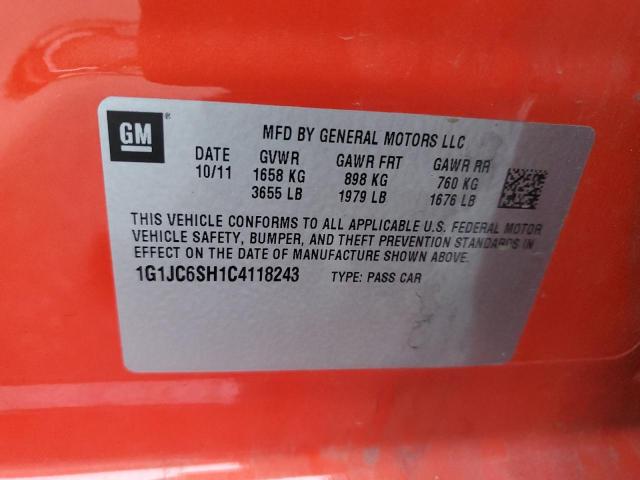 GM ®
MFD BY GENERAL MOTORS LLC
DATE GVWR GAWR FRT GAWR RR
10/11 1658 KG 898 KG 760 KG
3655 LB 1979 LB 1676 LB
THIS VEHICLE CONFORMS TO ALL APPLICABLE U.S. FEDERAL MOTOR
VEHICLE SAFETY, BUMPER, AND THEFT PREVENTION STANDARDS IN
EFFECT ON THE DATE OF MANUFACTURE SHOWN ABOVE.
1G1JC6SH1C4118243 TYPE: PASS CAR